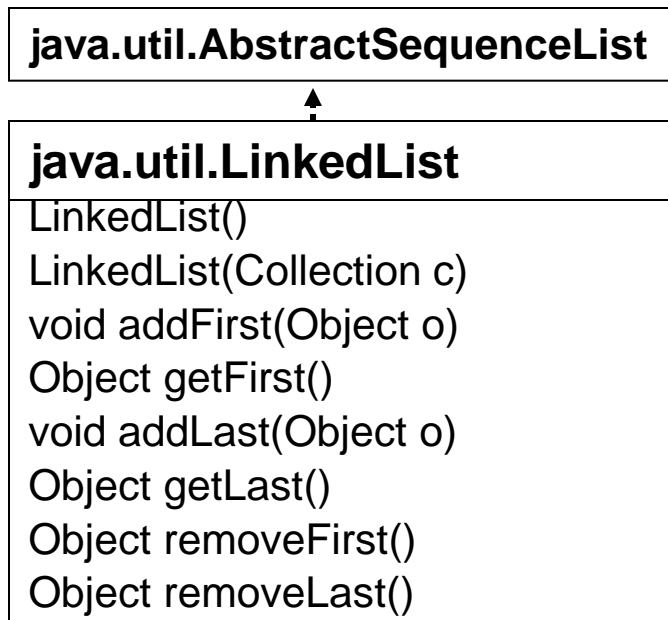 java.util.AbstractSequenceList
java.util.LinkedList
LinkedList()
LinkedList(Collection c)
void addFirst(Object o)
Object getFirst()
void addLast(Object o)
Object getLast()
Object removeFirst()
Object removeLast()